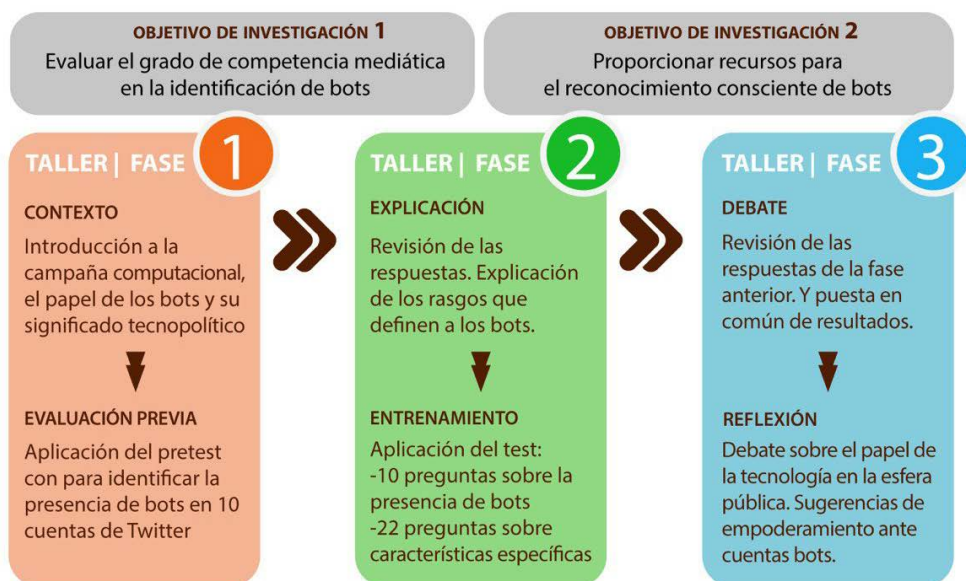 OBJETIVO DE INVESTIGACIÓN 1
Evaluar el grado de competencia mediática
en la identificación de bots
OBJETIVO DE INVESTIGACIÓN 2
Proporcionar recursos para
el reconocimiento consciente de bots
TALLER | FASE 1
CONTEXTO
Introducción a la
campaña computacional,
el papel de los bots y su
significado tecnopolítico
EVALUACIÓN PREVIA
Aplicación del pretest
con para identificar la
presencia de bots en 10
cuentas de Twitter
TALLER | FASE 2
EXPLICACIÓN
Revisión de las
respuestas. Explicación
de los rasgos que
definen a los bots.
ENTRENAMIENTO
Aplicación del test:
-10 preguntas sobre la
presencia de bots
-22 preguntas sobre
características específicas
TALLER | FASE 3
DEBATE
Revisión de las
respuestas de la fase
anterior. Y puesta en
común de resultados.
REFLEXIÓN
Debate sobre el papel de
la tecnología en la esfera
pública. Sugerencias de
empoderamiento ante
cuentas bots.